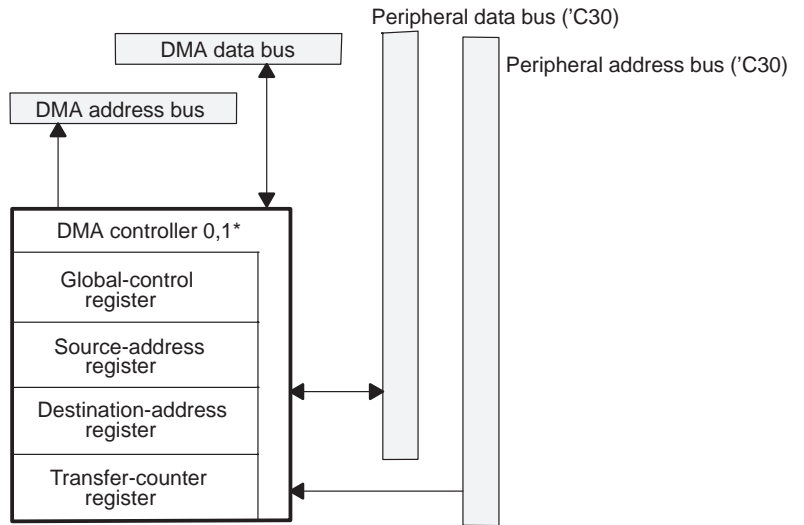 Peripheral data bus ('C30)
DMA data bus
Peripheral address bus ('C30)
DMA address bus
DMA controller 0,1*
Global-control
register
Source-address
register
Destination-address
register
Transfer-counter
register